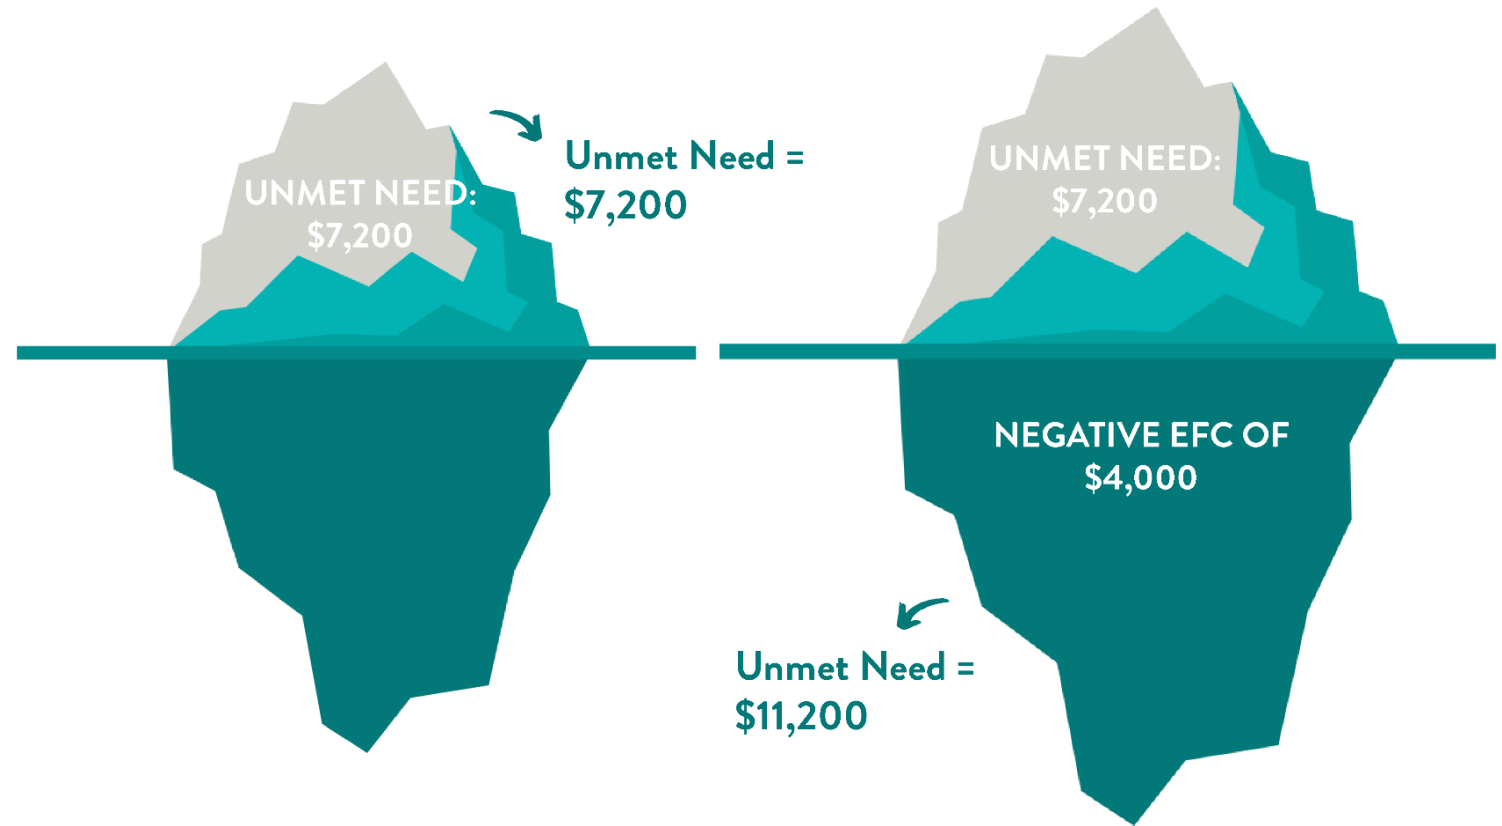 UNMET NEED:
$7,200
Unmet Need =
$7,200
UNMET NEED:
$7,200
NEGATIVE EFC OF
$4,000
Unmet Need =
$11,200